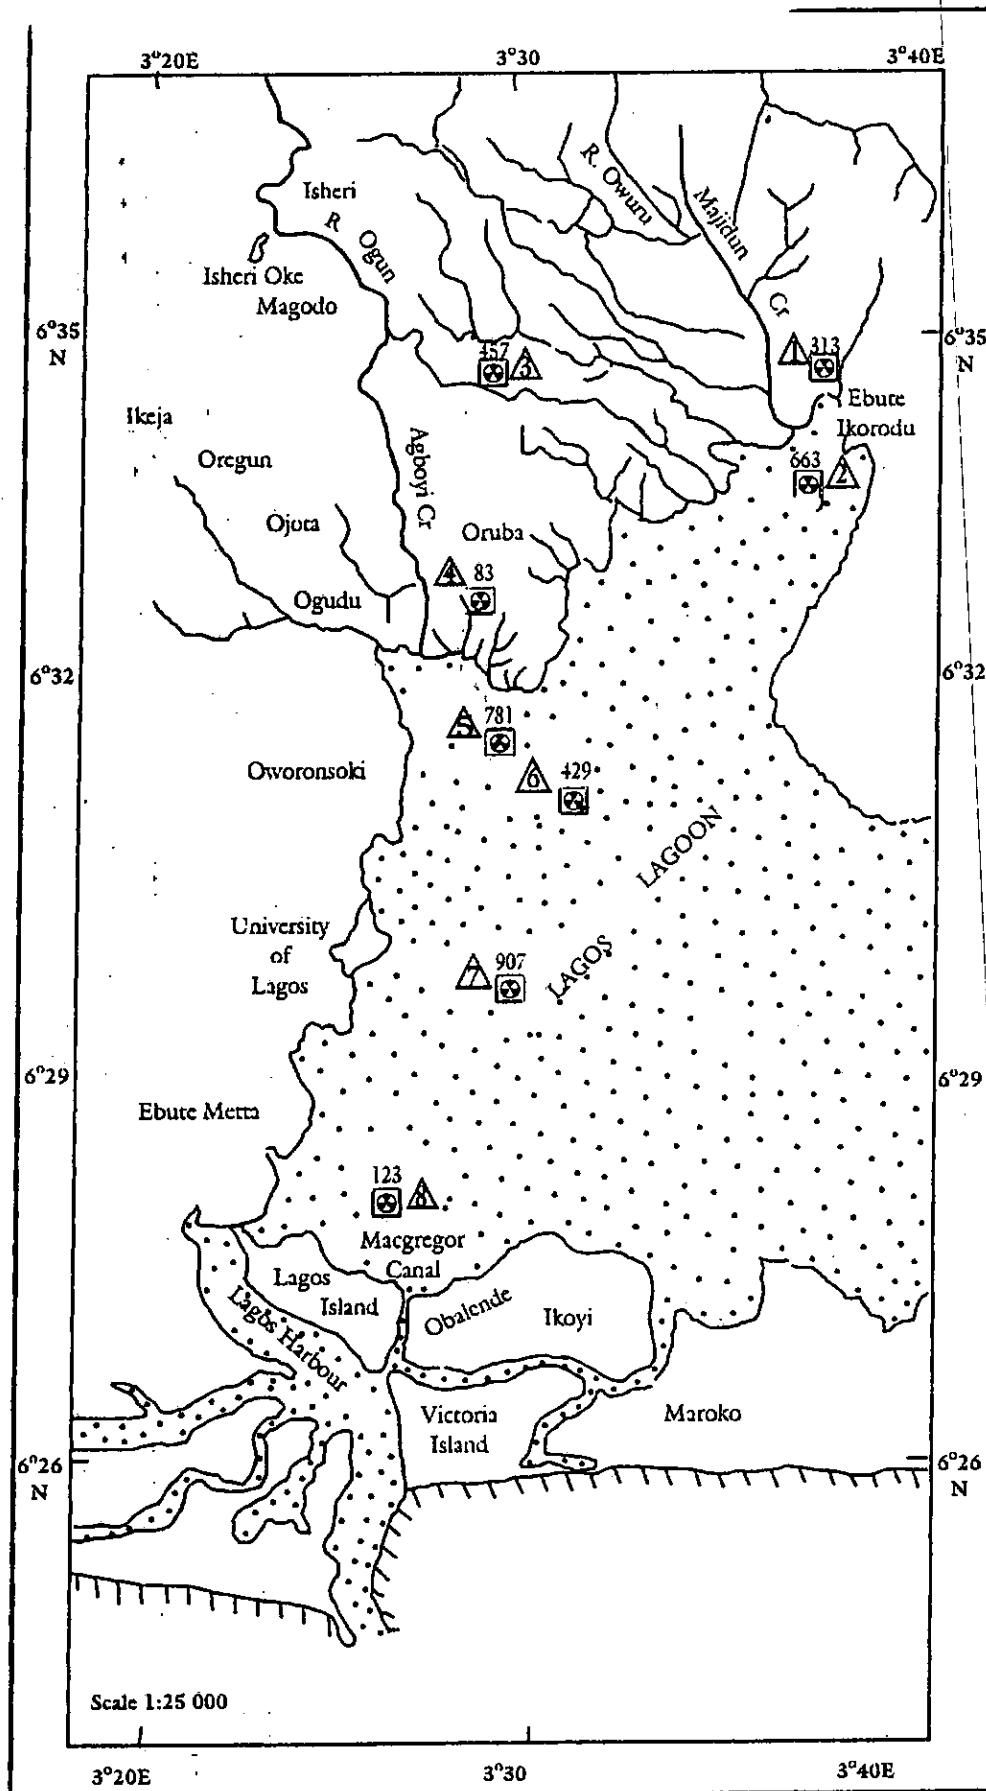 3°20E 3°30 3°40E
Isheri
R Ogun
R. Owuru
Majidun
Cr
Isheri Oke
Magodo
6°35
N
6°35
N
1
313
457
3
Ebute
Ikorodu
Ikeja
Oregun
Agboyi Cr
663
2
Ojota
Oruba
4
83
Ogudu
6°32
6°32
5
781
6
429
Oworonsoki
LAGOON
University
of
Lagos
7
907
LAGOS
6°29
6°29
Ebute Metta
123
8
Macgregor
Canal
Lagos
Island
Obalende
Ikoyi
Lagos Harbour
Victoria
Island
Maroko
6°26
N
6°26
N
Scale 1:25 000
3°20E 3°30 3°40E